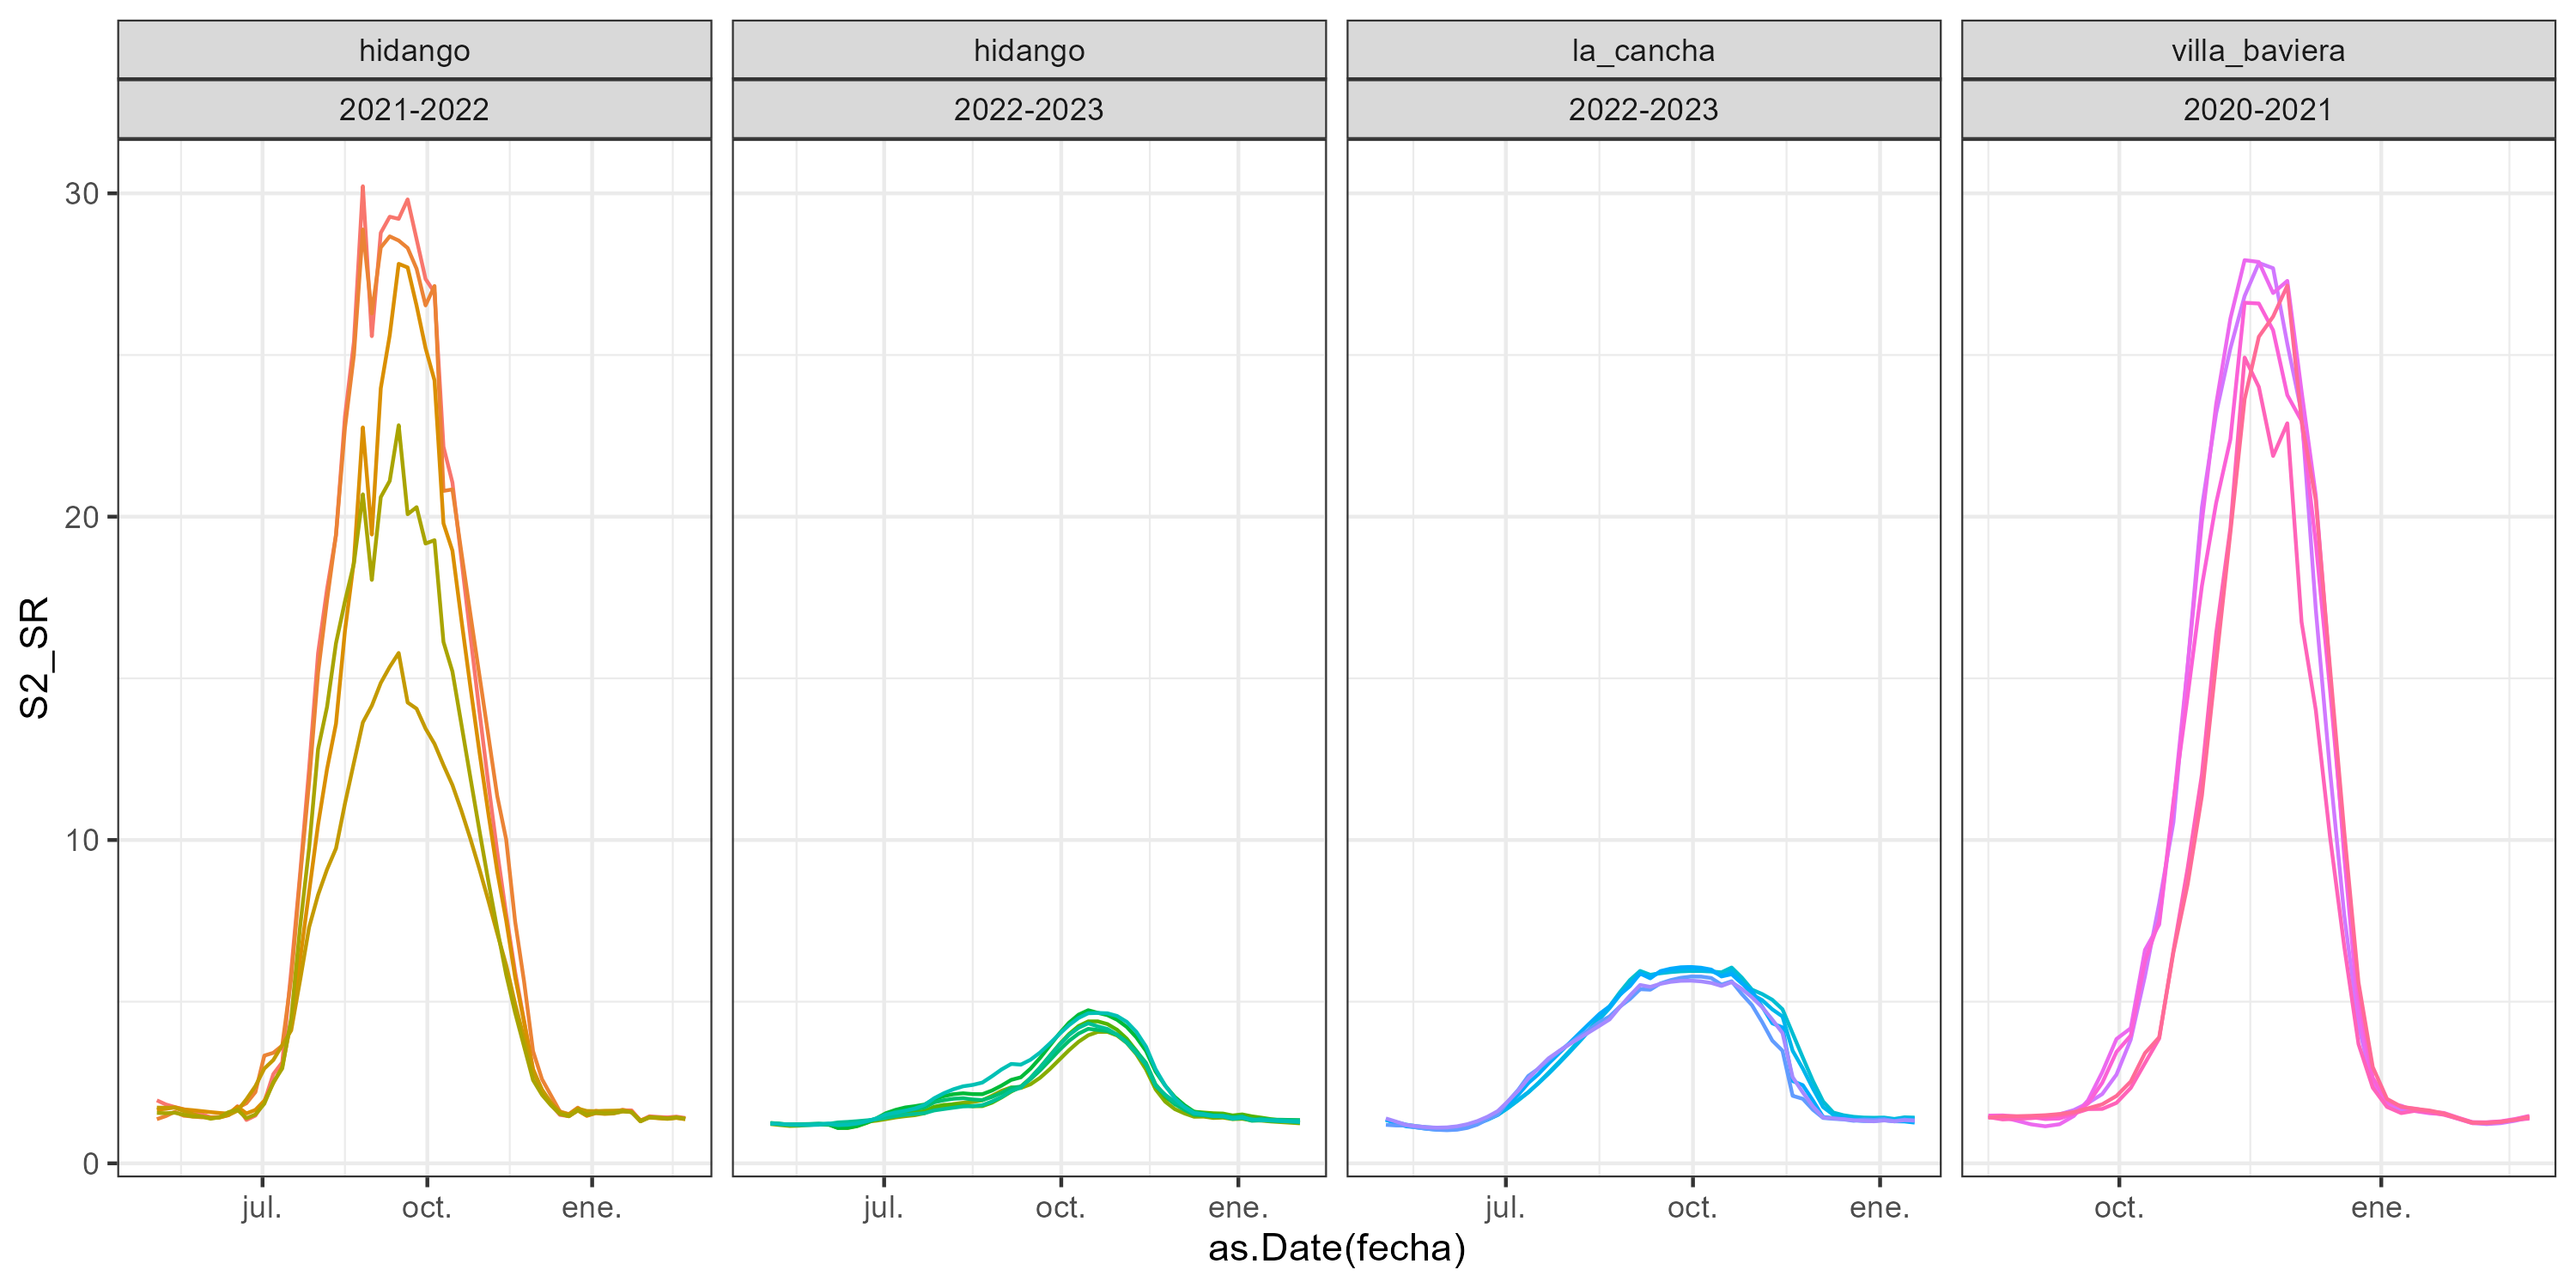 hidango hidango la_cancha villa_baviera
2021-2022 2022-2023 2022-2023 2020-2021
30
20
10
0
S2_SR
jul. oct. ene. jul. oct. ene. jul. oct. ene. oct. ene.
as.Date(fecha)